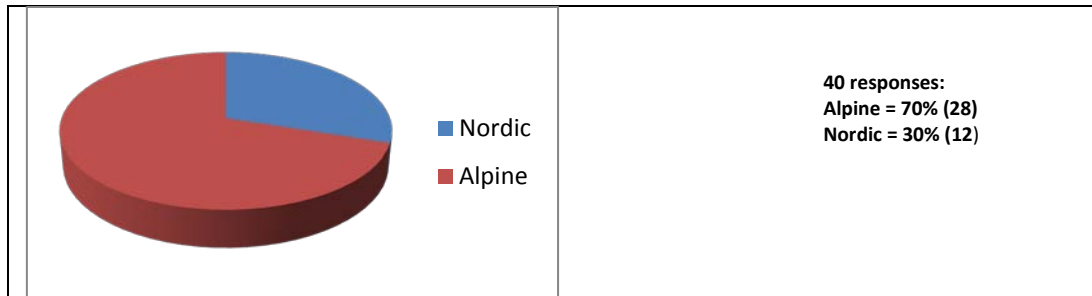 Nordic
Alpine
40 responses:
Alpine = 70% (28)
Nordic = 30% (12)